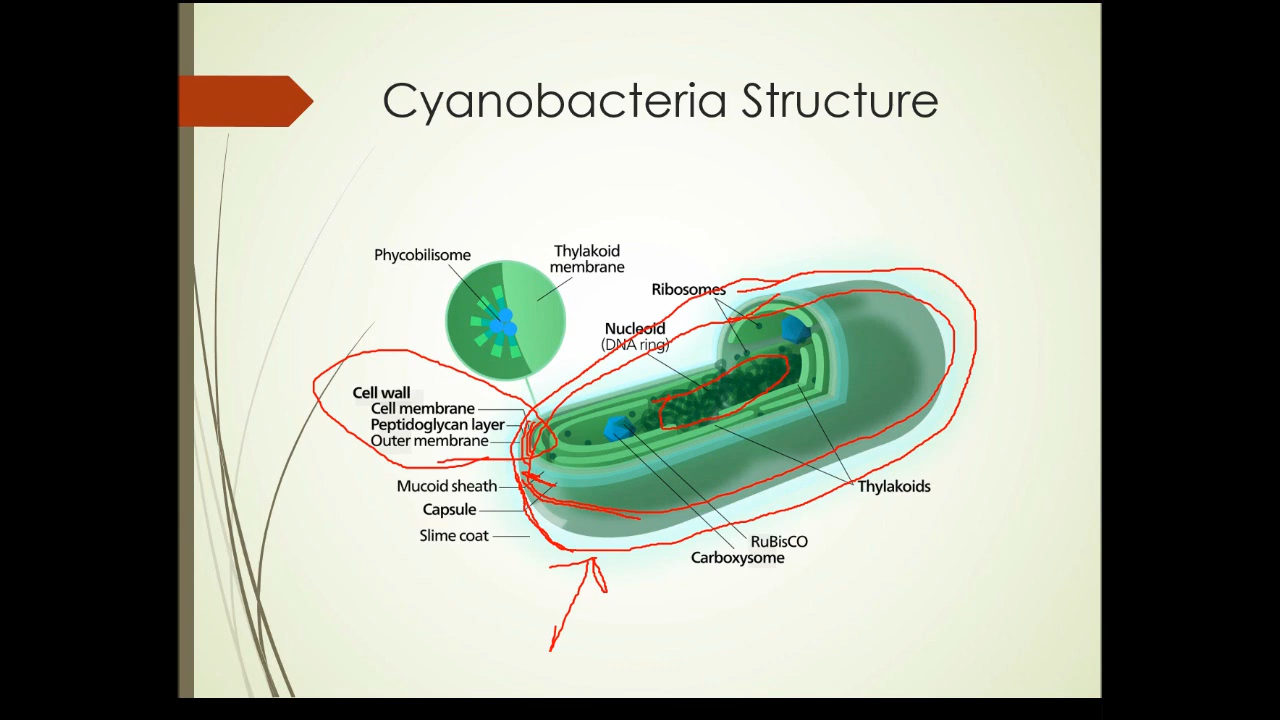 Cyanobacteria Structure
Phycobilisome
Thylakoid
membrane
Ribosomes
Nucleoid
(DNA ring)
Cell wall
Cell membrane
Peptidoglycan layer
Outer membrane
Mucoid sheath
Capsule
Slime coat
Thylakoids
RuBisCO
Carboxysome